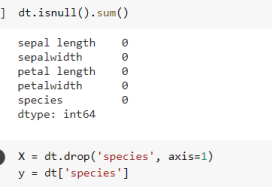 ] dt.isnull().sum()
sepal length 0
sepalwidth 0
petal length 0
petalwidth 0
species 0
dtype: int64
X = dt.drop('species', axis=1)
y = dt['species']